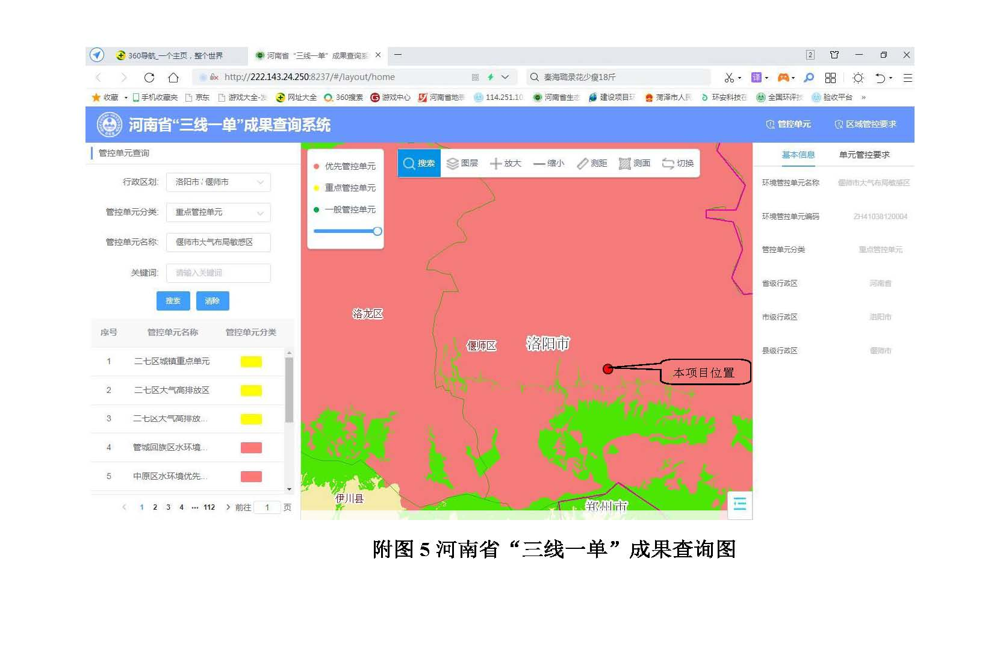 360导航_一个主页，整个世界
河南省“三线一单”成果查询系
2
http://222.143.24.250:8237/#/layout/home
秦海璐录花少瘦18斤
译
收藏
手机收藏夹
京东
游戏大全-发
网址大全
360搜索
游戏中心
河南省地表
114.251.10
河南省生态
建设项目环
菏泽市人民
环安科技在
全国环评技
验收平台
»
河南省“三线一单”成果查询系统
管控单元
区域管控要求
管控单元查询
行政区划: 洛阳市 / 偃师市
管控单元分类: 重点管控单元
管控单元名称: 偃师市大气布局敏感区
关键词: 请输入关键词
搜索 清除
序号 管控单元名称 管控单元分类
1 二七区城镇重点单元
2 二七区大气高排放区
3 二七区大气高排放...
4 管城回族区水环境...
5 中原区水环境优先...
< 1 2 3 4 ··· 112 > 前往 1 页
优先管控单元
重点管控单元
一般管控单元
搜索 图层 放大 缩小 测距 测面 切换
洛龙区
偃师区
洛阳市
本项目位置
伊川县
郑州市
基本信息 单元管控要求
环境管控单元名称 偃师市大气布局敏感区
环境管控单元编码 ZH41038120004
管控单元分类 重点管控单元
省级行政区 河南省
市级行政区 洛阳市
县级行政区 偃师市
附图 5 河南省“三线一单”成果查询图